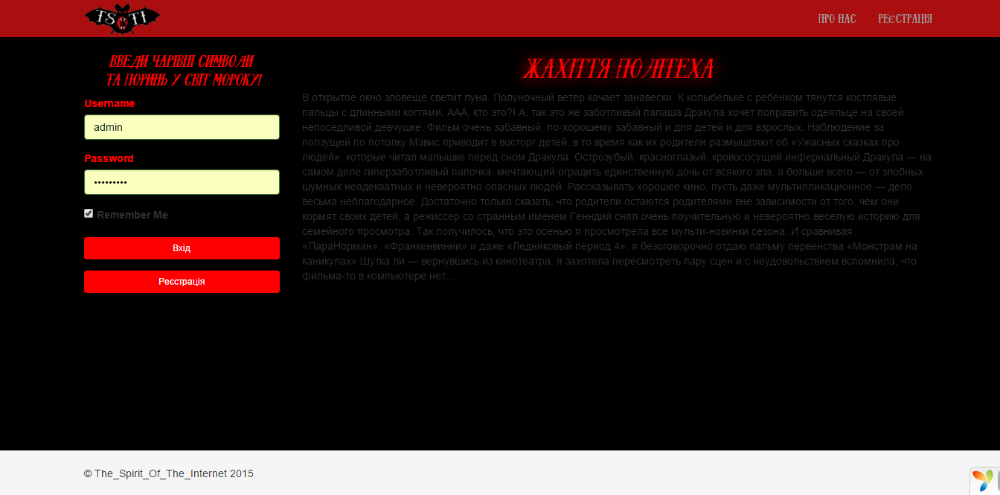 TSOTI
ПРО НАС
РЕЄСТРАЦІЯ
ВВЕДИ ЧАРІВНІ СИМВОЛИ
ТА ПОРИНЬ У СВІТ МОРОКУ!
Username
admin
Password
•••••••••
Remember Me
Вхід
Реєстрація
ЖАХІТТЯ ПОЛІТЕХА
В открытое окно зловеще светит луна. Полуночный ветер качает занавески. К колыбельке с ребенком тянутся костлявые
пальцы с длинными когтями. ААА, кто это?! А, так это же заботливый папаша Дракула хочет поправить одеяльце на своей
непоседливой девчушке. Фильм очень забавный, по-хорошему забавный и для детей и для взрослых. Наблюдение за
ползущей по потолку Мэвис приводит в восторг детей, в то время как их родители размышляют об «Ужасных сказках про
людей», которые читал малышке перед сном Дракула. Острозубый, красноглазый, кровососущий инфернальный Дракула — на
самом деле гиперзаботливый папочка, мечтающий оградить единственную дочь от всякого зла, а больше всего — от злобных
шумных неадекватных и невероятно опасных людей. Рассказывать хорошее кино, пусть даже мультипликационное — дело
весьма неблагодарное. Достаточно только сказать, что родители остаются родителями вне зависимости от того, чем они
кормят своих детей, а режиссер со странным именем Генндий снял очень поучительную и невероятно веселую историю для
семейного просмотра. Так получилось, что это осенью я просмотрела все мульти-новинки сезона. И сравнивая
«ПараНорман», «Франкенвинни» и даже «Ледниковый период 4», я безоговорочно отдаю пальму первенства «Монстрам на
каникулах» Шутка ли — вернувшись из кинотеатра, я захотела пересмотреть пару сцен и с неудовольствием вспомнила, что
фильма-то в компьютере нет…
© The_Spirit_Of_The_Internet 2015